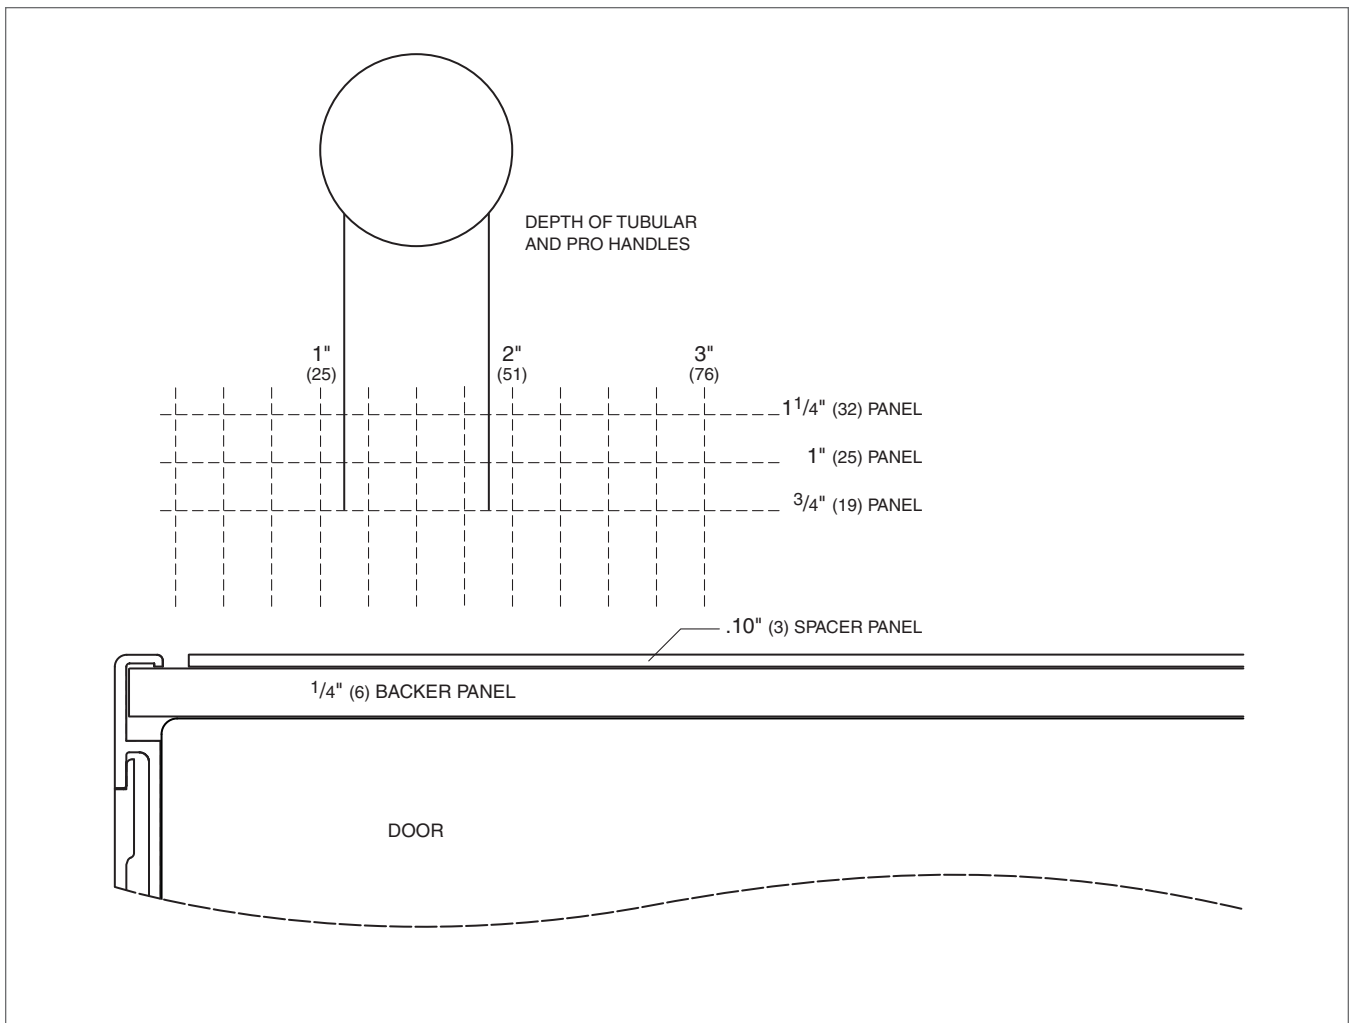 DEPTH OF TUBULAR
AND PRO HANDLES
1" 2" 3"
(25) (51) (76)
1 1/4" (32) PANEL
1" (25) PANEL
3/4" (19) PANEL
.10" (3) SPACER PANEL
1/4" (6) BACKER PANEL
DOOR